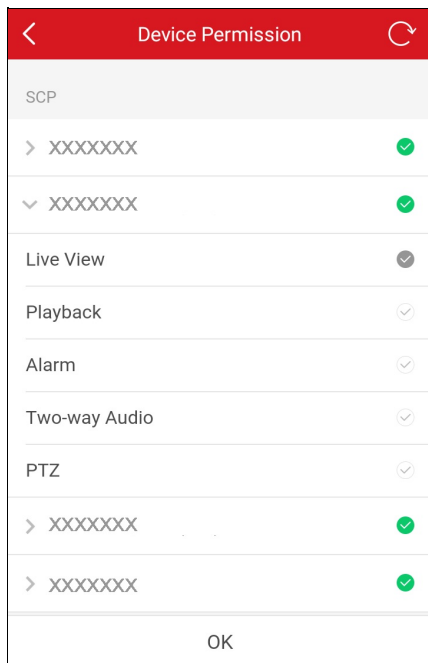 Device Permission
SCP
XXXXXXX
XXXXXXX
Live View
Playback
Alarm
Two-way Audio
PTZ
XXXXXXX
XXXXXXX
OK